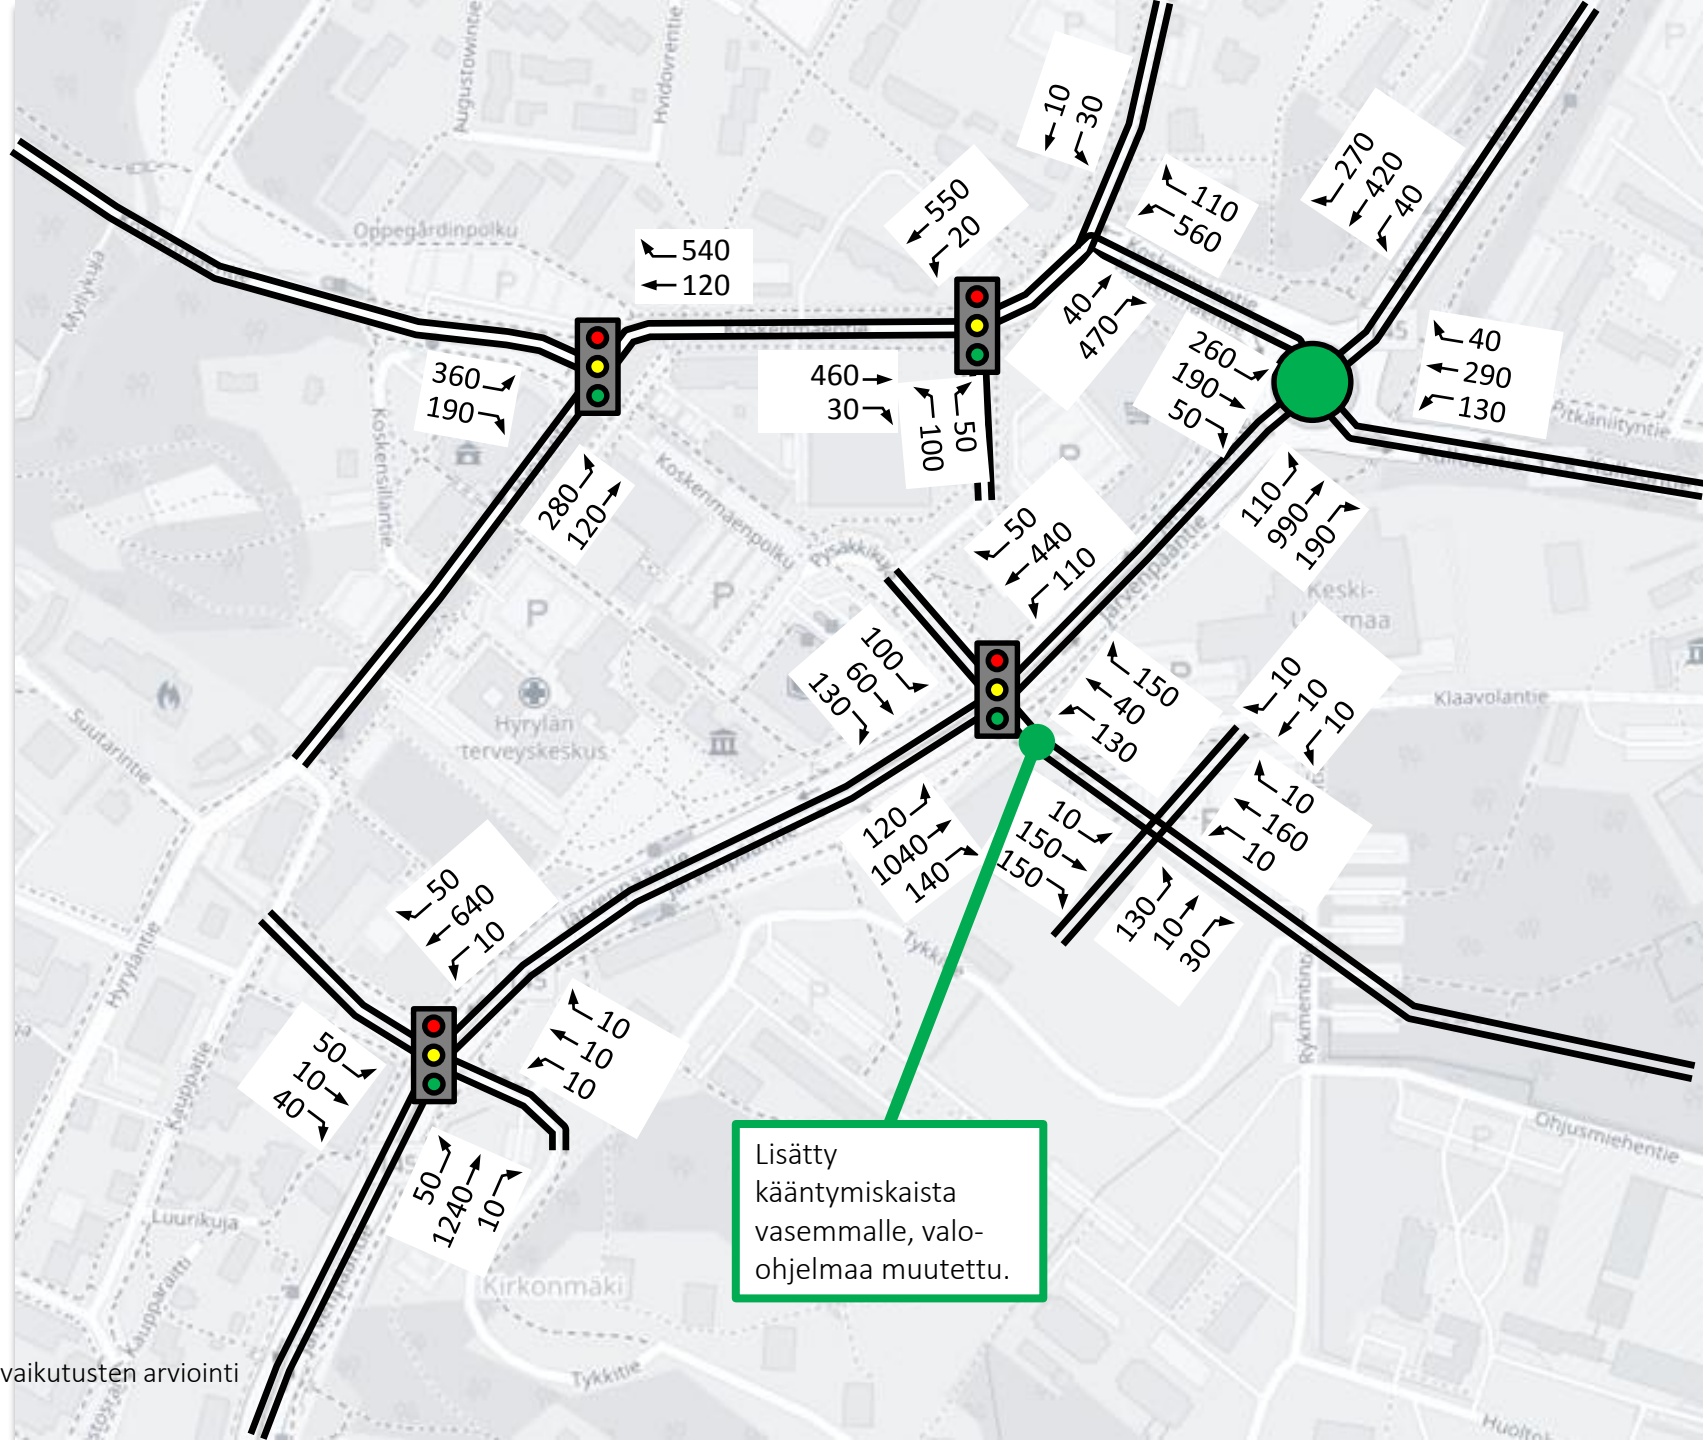 Augustowintie
Hvidovrentie
P
P
10
30
270
420
40
550
20
110
560
Myllykuja
Oppegårdinpolku
540
120
P
Koskenmaentie
40
470
260
190
50
40
290
130
Pitkäniityntie
360
190
460
30
100
50
Koskensillantie
280
120
Koskenmäenpolku
110
990
190
50
440
110
Järvenpääntie
Keski-
P
P
Suutarintie
Hyrylän
terveyskeskus
100
60
130
150
40
130
10
10
10
Klaavolantie
10
150
150
10
160
10
120
1040
140
130
10
30
50
640
10
Hyryläntie
Kauppatie
P
10
10
10
50
10
40
50
1240
10
Ohjusmiehentie
P
Luurikuja
Kaupparaitti
Lisätty
kääntymiskaista
vasemmalle, valo-
ohjelmaa muutettu.
Kirkonmäki
Tykkitie
vaikutusten arviointi